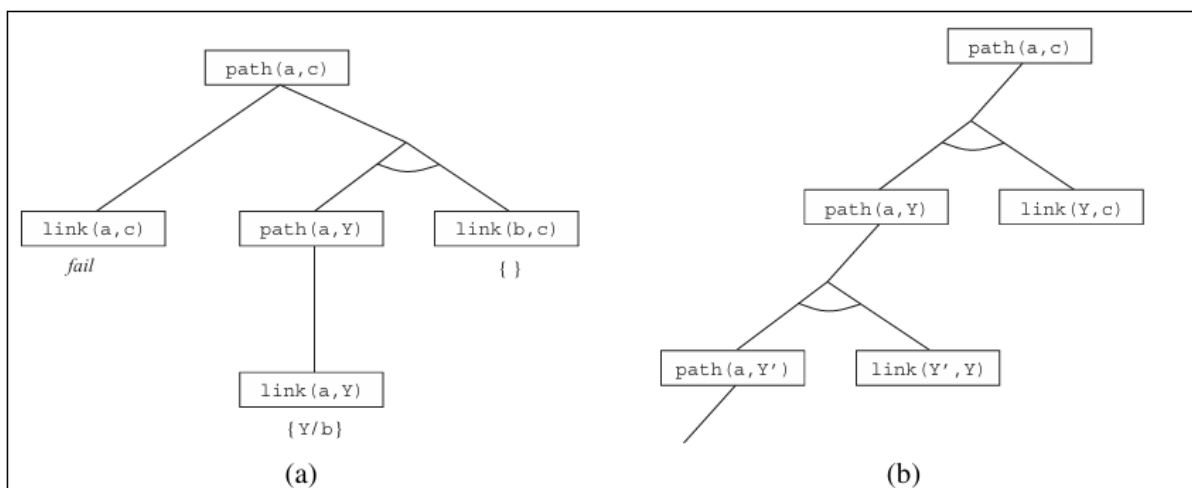 path(a,c)
link(a,c)
path(a,Y)
link(b,c)
fail
{ }
link(a,Y)
{Y/b}
(a)
path(a,c)
path(a,Y)
link(Y,c)
path(a,Y’)
link(Y’,Y)
(b)